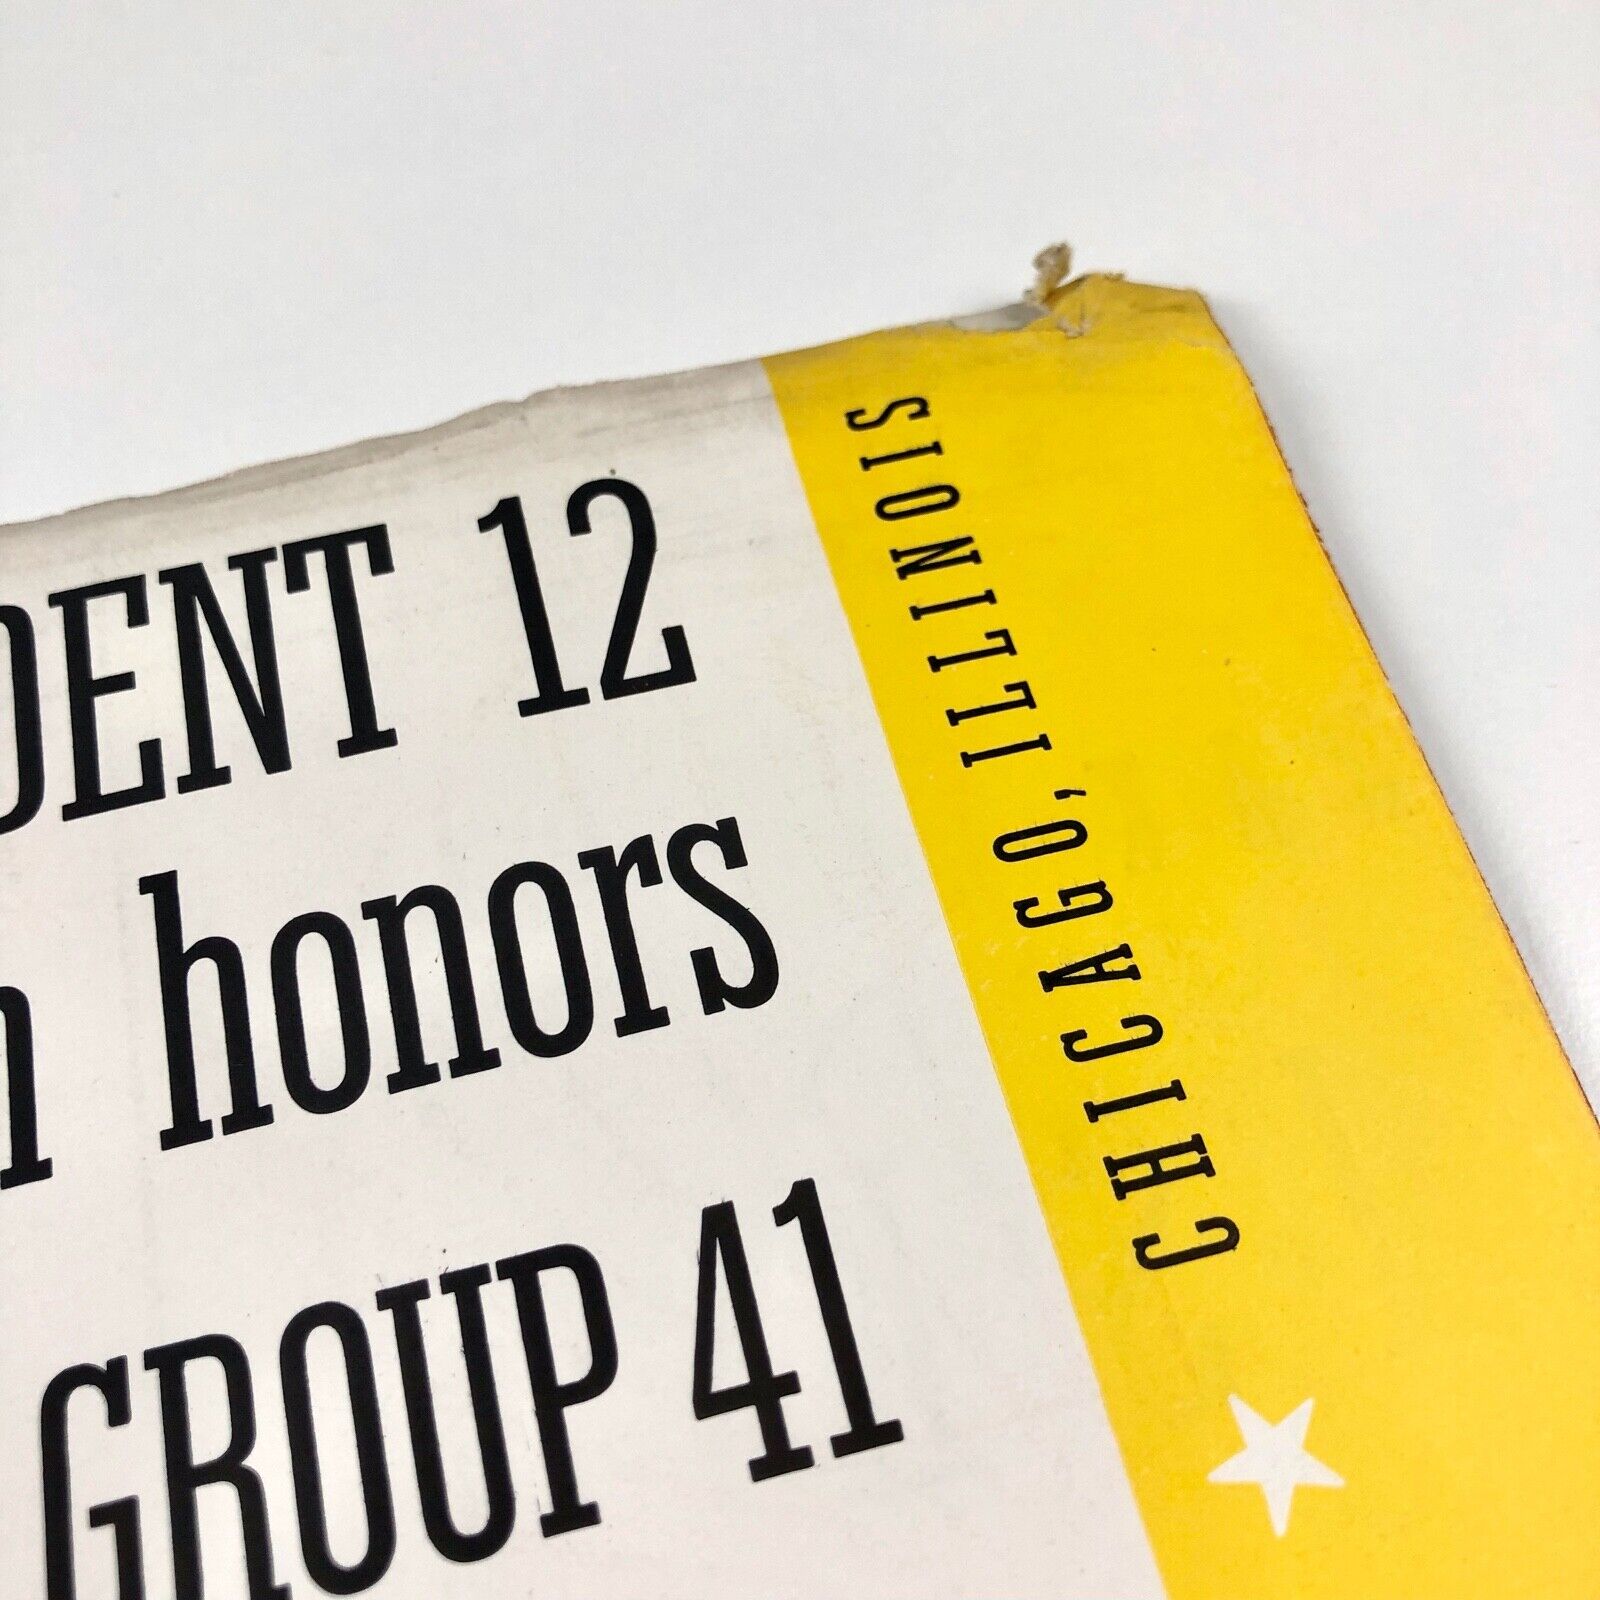 DENT 12
honors
GROUP 41
CHICAGO, ILLINOIS